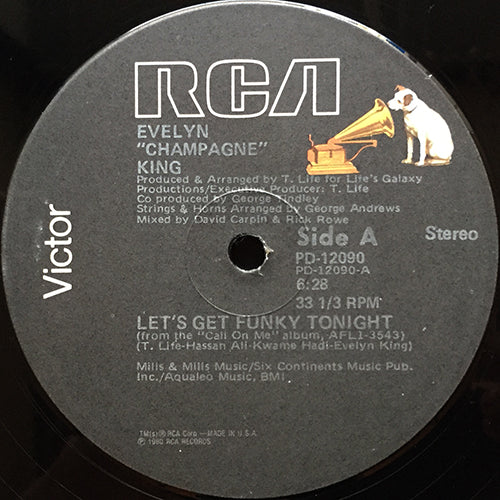 RCA
EVELYN
"CHAMPAGNE"
KING
Produced & Arranged by T. Life for Life's Galaxy
Productions/Executive Producer: T. Life
Co produced by George Tindley
Strings & Horns Arranged by George Andrews
Mixed by David Carpin & Rick Rowe
Side A
Stereo
PD-12090
PD-12090-A
6:28
33 1/3 RPM
Victor
LET'S GET FUNKY TONIGHT
(from the "Call On Me" album, AFL1-3543)
(T. Life-Hassan Ali-Kwame Hadi-Evelyn King)
Mills & Mills Music/Six Continents Music Pub.
Inc./Aqualeo Music, BMI
TM(s)® RCA Corp.—MADE IN U.S.A.
℗ 1980 RCA RECORDS